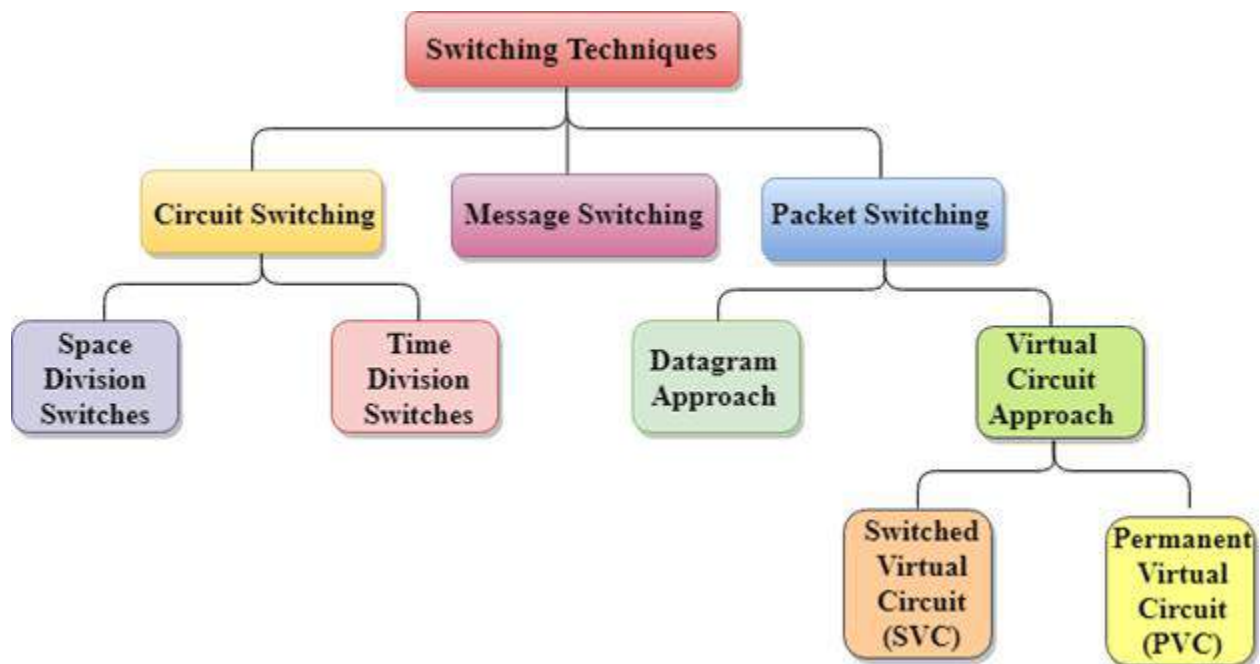 Switching Techniques
Circuit Switching
Message Switching
Packet Switching
Space
Division
Switches
Time
Division
Switches
Datagram
Approach
Virtual
Circuit
Approach
Switched
Virtual
Circuit
(SVC)
Permanent
Virtual
Circuit
(PVC)